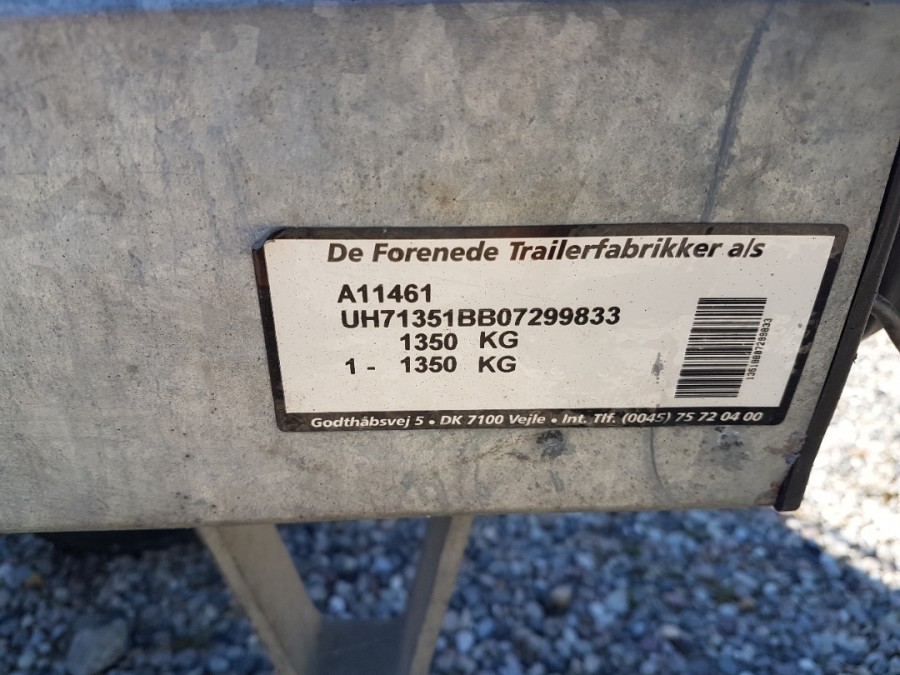 De Forenede Trailerfabrikker a/s
A11461
UH71351BB07299833
1350 KG
1 - 1350 KG
1351BB07299833
Godthåbsvej 5 • DK 7100 Vejle • Int. Tlf. (0045) 75 72 04 00